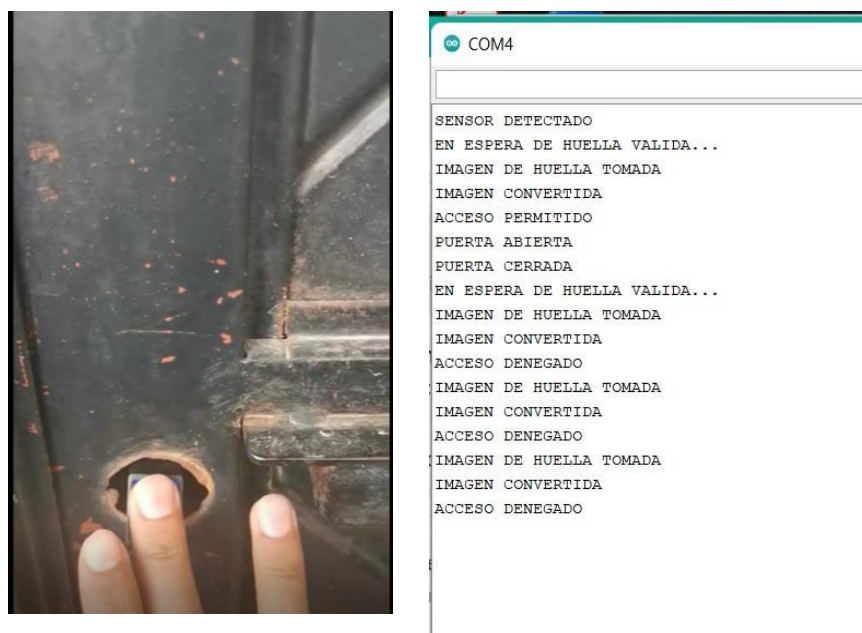 COM4
SENSOR DETECTADO
EN ESPERA DE HUELLA VALIDA...
IMAGEN DE HUELLA TOMADA
IMAGEN CONVERTIDA
ACCESO PERMITIDO
PUERTA ABIERTA
PUERTA CERRADA
EN ESPERA DE HUELLA VALIDA...
IMAGEN DE HUELLA TOMADA
IMAGEN CONVERTIDA
ACCESO DENEGADO
IMAGEN DE HUELLA TOMADA
IMAGEN CONVERTIDA
ACCESO DENEGADO
IMAGEN DE HUELLA TOMADA
IMAGEN CONVERTIDA
ACCESO DENEGADO